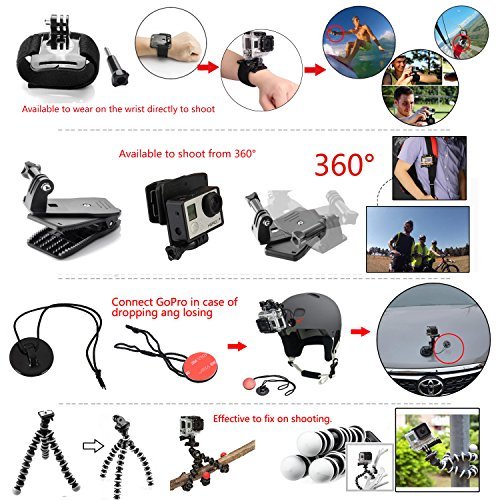 Available to wear on the wrist directly to shoot
Available to shoot from 360°
360°
Connect GoPro in case of
dropping ang losing
Effective to fix on shooting.